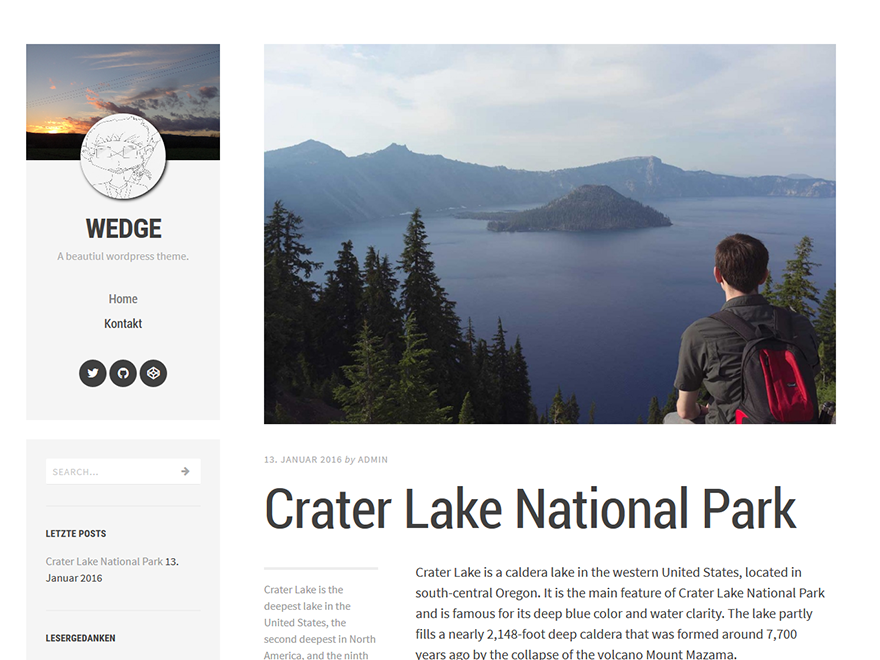 WEDGE
A beautiul wordpress theme.
Home
Kontakt
SEARCH...
LETZTE POSTS
Crater Lake National Park 13.
Januar 2016
LESERGEDANKEN
13. JANUAR 2016 by ADMIN
Crater Lake National Park
Crater Lake is the
deepest lake in the
United States, the
second deepest in North
America, and the ninth
Crater Lake is a caldera lake in the western United States, located in
south-central Oregon. It is the main feature of Crater Lake National Park
and is famous for its deep blue color and water clarity. The lake partly
fills a nearly 2,148-foot deep caldera that was formed around 7,700
years ago by the collapse of the volcano Mount Mazama.